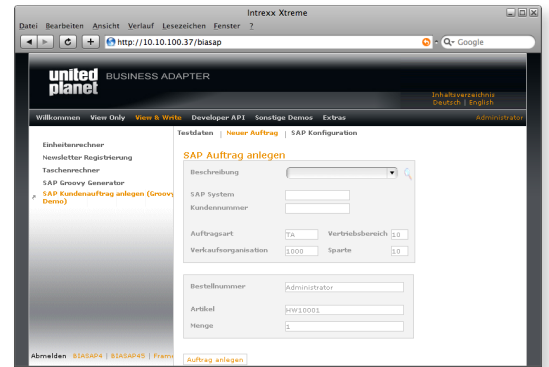 Intrexx Xtreme
Datei Bearbeiten Ansicht Verlauf Lesezeichen Fenster ?
http://10.10.100.37/biasap
Google
united planet BUSINESS ADAPTER
Inhaltsverzeichnis
Deutsch | English
Willkommen View Only View & Write Developer API Sonstige Demos Extras Administrator
Testdaten | Neuer Auftrag | SAP Konfiguration
Einheitenrechner
Newsletter Registrierung
Taschenrechner
SAP Groovy Generator
SAP Kundenauftrag anlegen (Groovy Demo)
SAP Auftrag anlegen
Beschreibung
SAP System
Kundennummer
Auftragsart TA Vertriebsbereich 10
Verkaufsorganisation 1000 Sparte 10
Bestellnummer Administrator
Artikel HW10001
Menge 1
Auftrag anlegen
Abmelden BIASAP4 | BIASAP45 | Frem